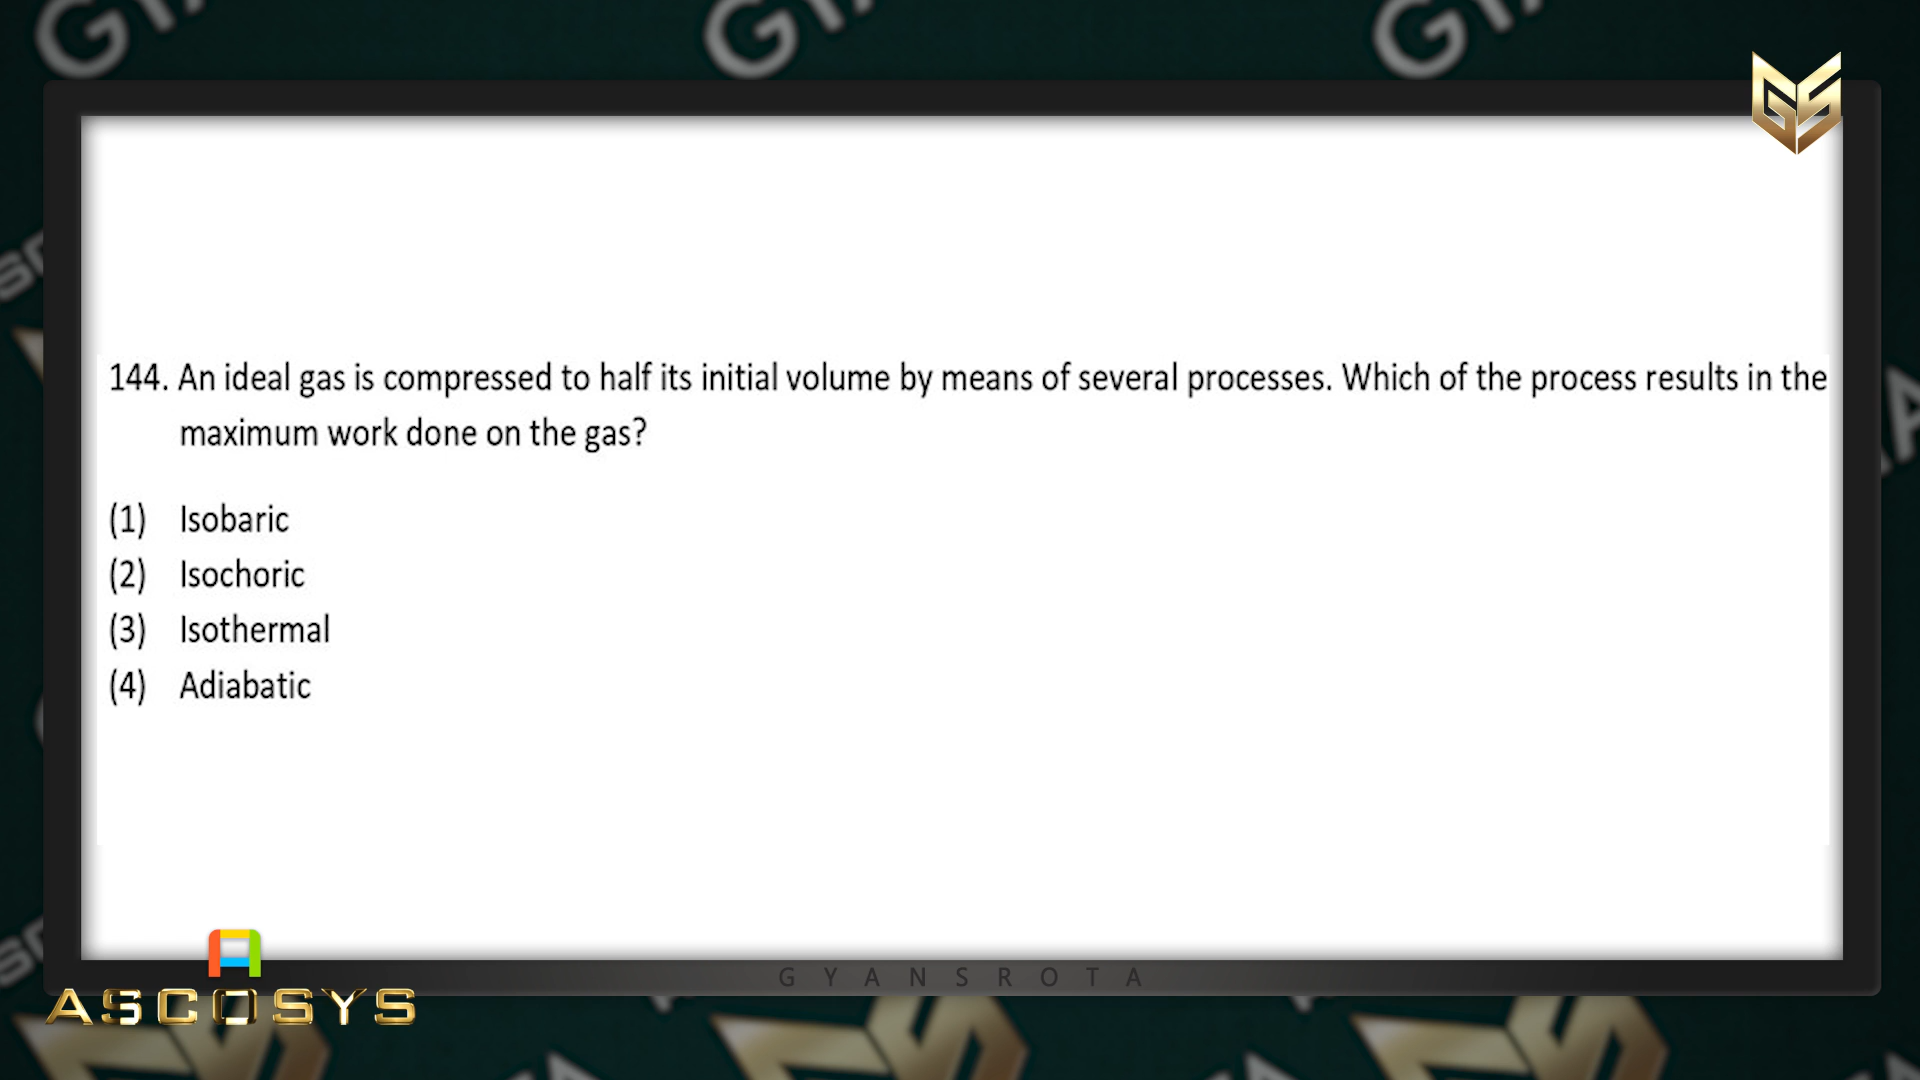 144. An ideal gas is compressed to half its initial volume by means of several processes. Which of the process results in the
maximum work done on the gas?
(1) Isobaric
(2) Isochoric
(3) Isothermal
(4) Adiabatic
GYANSROTA
ASCOSYS